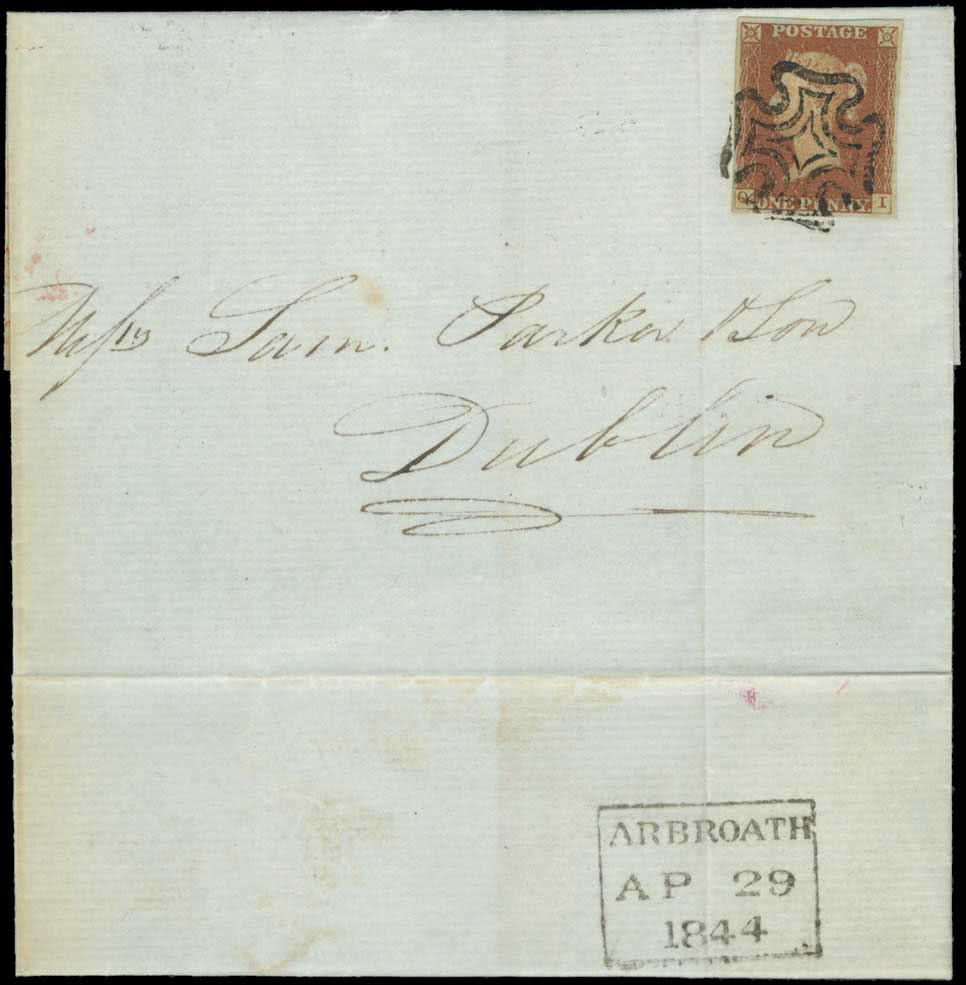 POSTAGE
Q ONE PENNY I
Messrs Sam. Parker & Son
Dublin
ARBROATH
AP 29
1844